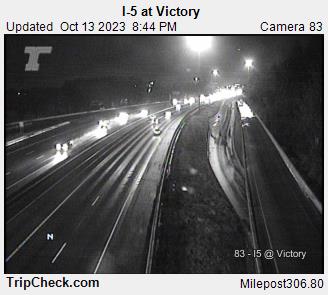 I-5 at Victory
Updated Oct 13 2023 8:44 PM Camera 83
T
N
83 - I5 @ Victory
TripCheck.com Milepost306.80